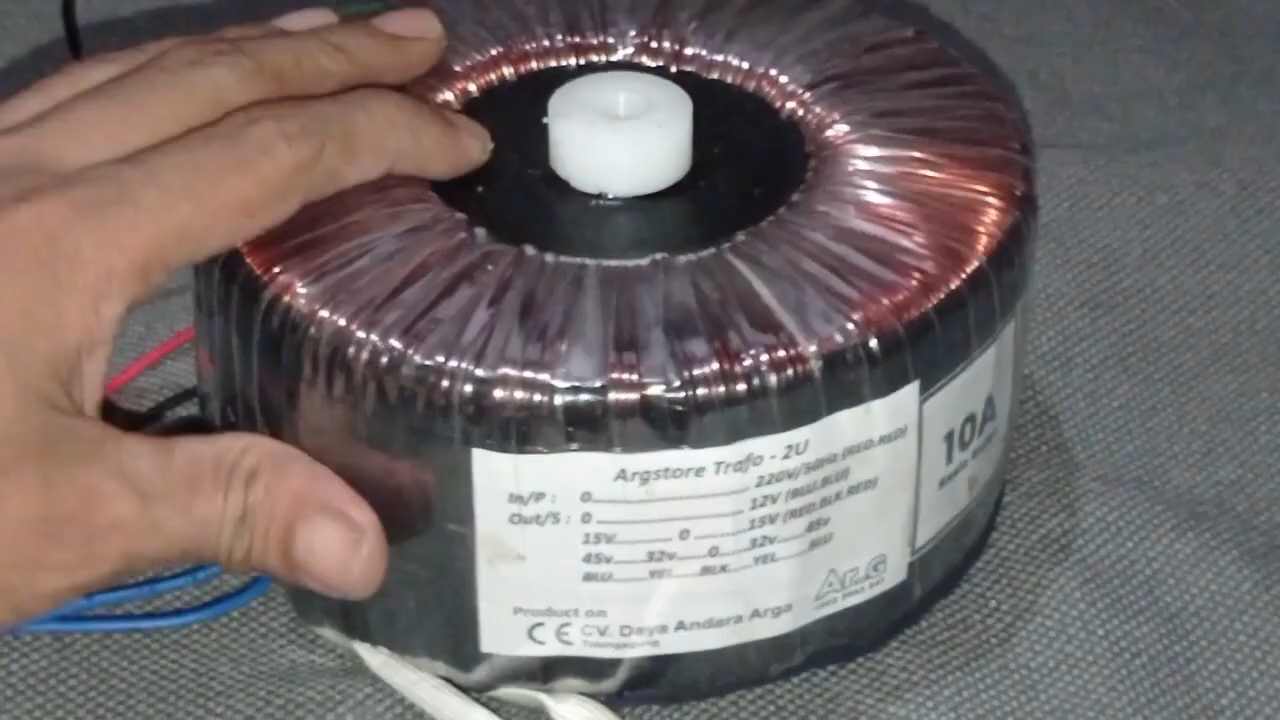 Argstore Trafo - 2U
In/P : 0 ............ 220V/50Hz (RED.RED)
Out/S : 0 ............ 12V (BLU.BLU)
15V ........ 0 ........ 15V (RED.BLK.RED)
45v ..... 32v ..... 0 ..... 32v ..... 45v
BLU ..... YEL ..... BLK ..... YEL ..... BLU
Ar.G
Product on
CE CV. Daya Andara Arga
10A